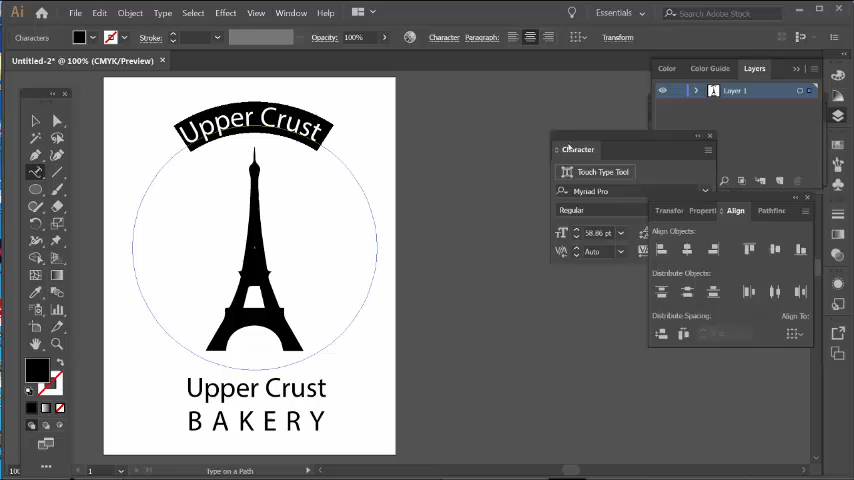 Ai File Edit Object Type Select Effect View Window Help Essentials Search Adobe Stock
Characters Stroke: Opacity: 100% Character Paragraph: Transform
Untitled-2* @ 100% (CMYK/Preview) ×
Color Color Guide Layers
Layer 1
Upper Crust
Character
Touch Type Tool
Myriad Pro
Regular
58.86 pt
Auto
Transfor Properti Align Pathfinc
Align Objects:
Distribute Objects:
Distribute Spacing: Align To:
Upper Crust
BAKERY
100 1 Type on a Path